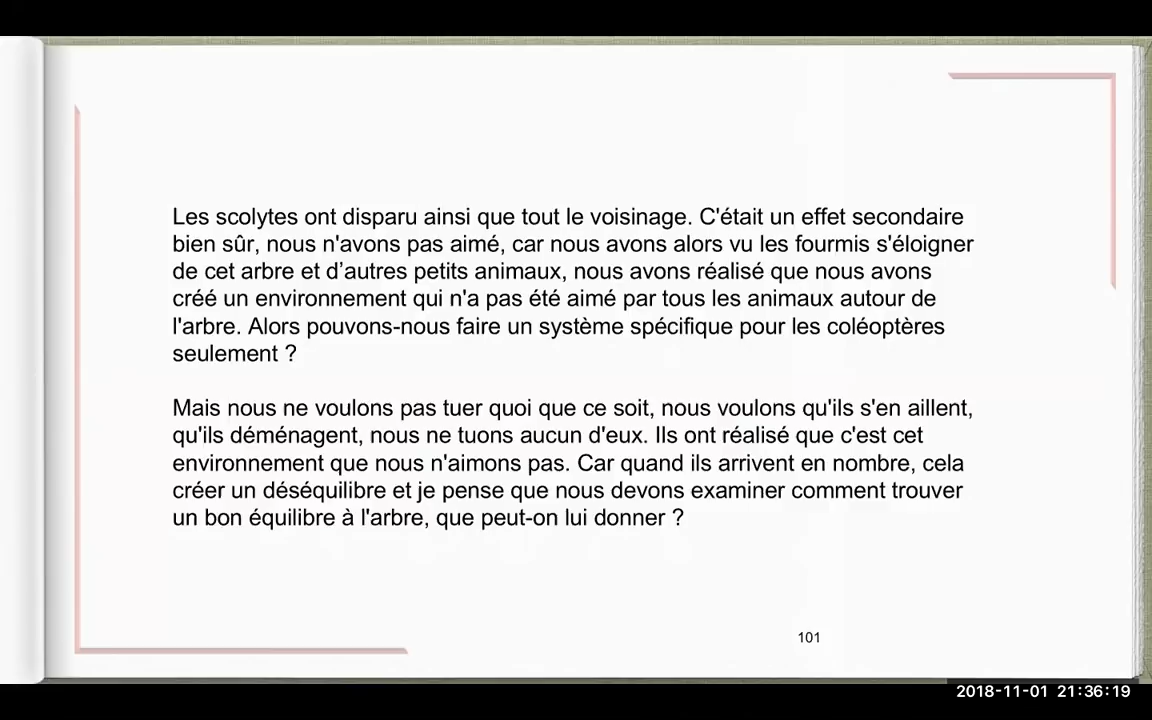 Les scolytes ont disparu ainsi que tout le voisinage. C'était un effet secondaire
bien sûr, nous n'avons pas aimé, car nous avons alors vu les fourmis s'éloigner
de cet arbre et d’autres petits animaux, nous avons réalisé que nous avons
créé un environnement qui n'a pas été aimé par tous les animaux autour de
l'arbre. Alors pouvons-nous faire un système spécifique pour les coléoptères
seulement ?
Mais nous ne voulons pas tuer quoi que ce soit, nous voulons qu'ils s'en aillent,
qu'ils déménagent, nous ne tuons aucun d'eux. Ils ont réalisé que c'est cet
environnement que nous n'aimons pas. Car quand ils arrivent en nombre, cela
créer un déséquilibre et je pense que nous devons examiner comment trouver
un bon équilibre à l'arbre, que peut-on lui donner ?
101
2018-11-01 21:36:19